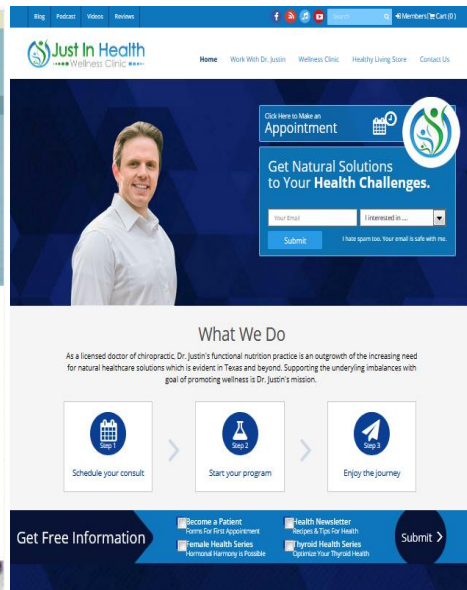 Blog Podcast Videos Reviews
Search Members Cart (0)
Just In Health
Wellness Clinic
Home Work With Dr. Justin Wellness Clinic Healthy Living Store Contact Us
Click Here to Make an
Appointment
Get Natural Solutions
to Your Health Challenges.
Your Email I interested in ....
Submit I hate spam too. Your email is safe with me.
What We Do
As a licensed doctor of chiropractic, Dr. Justin's functional nutrition practice is an outgrowth of the increasing need
for natural healthcare solutions which is evident in Texas and beyond. Supporting the underlying imbalances with
goal of promoting wellness is Dr. Justin's mission.
Step 1 Step 2 Step 3
Schedule your consult Start your program Enjoy the journey
Get Free Information
Become a Patient
Forms For First Appointment
Female Health Series
Hormonal Harmony is Possible
Health Newsletter
Recipes & Tips For Health
Thyroid Health Series
Optimize Your Thyroid Health
Submit